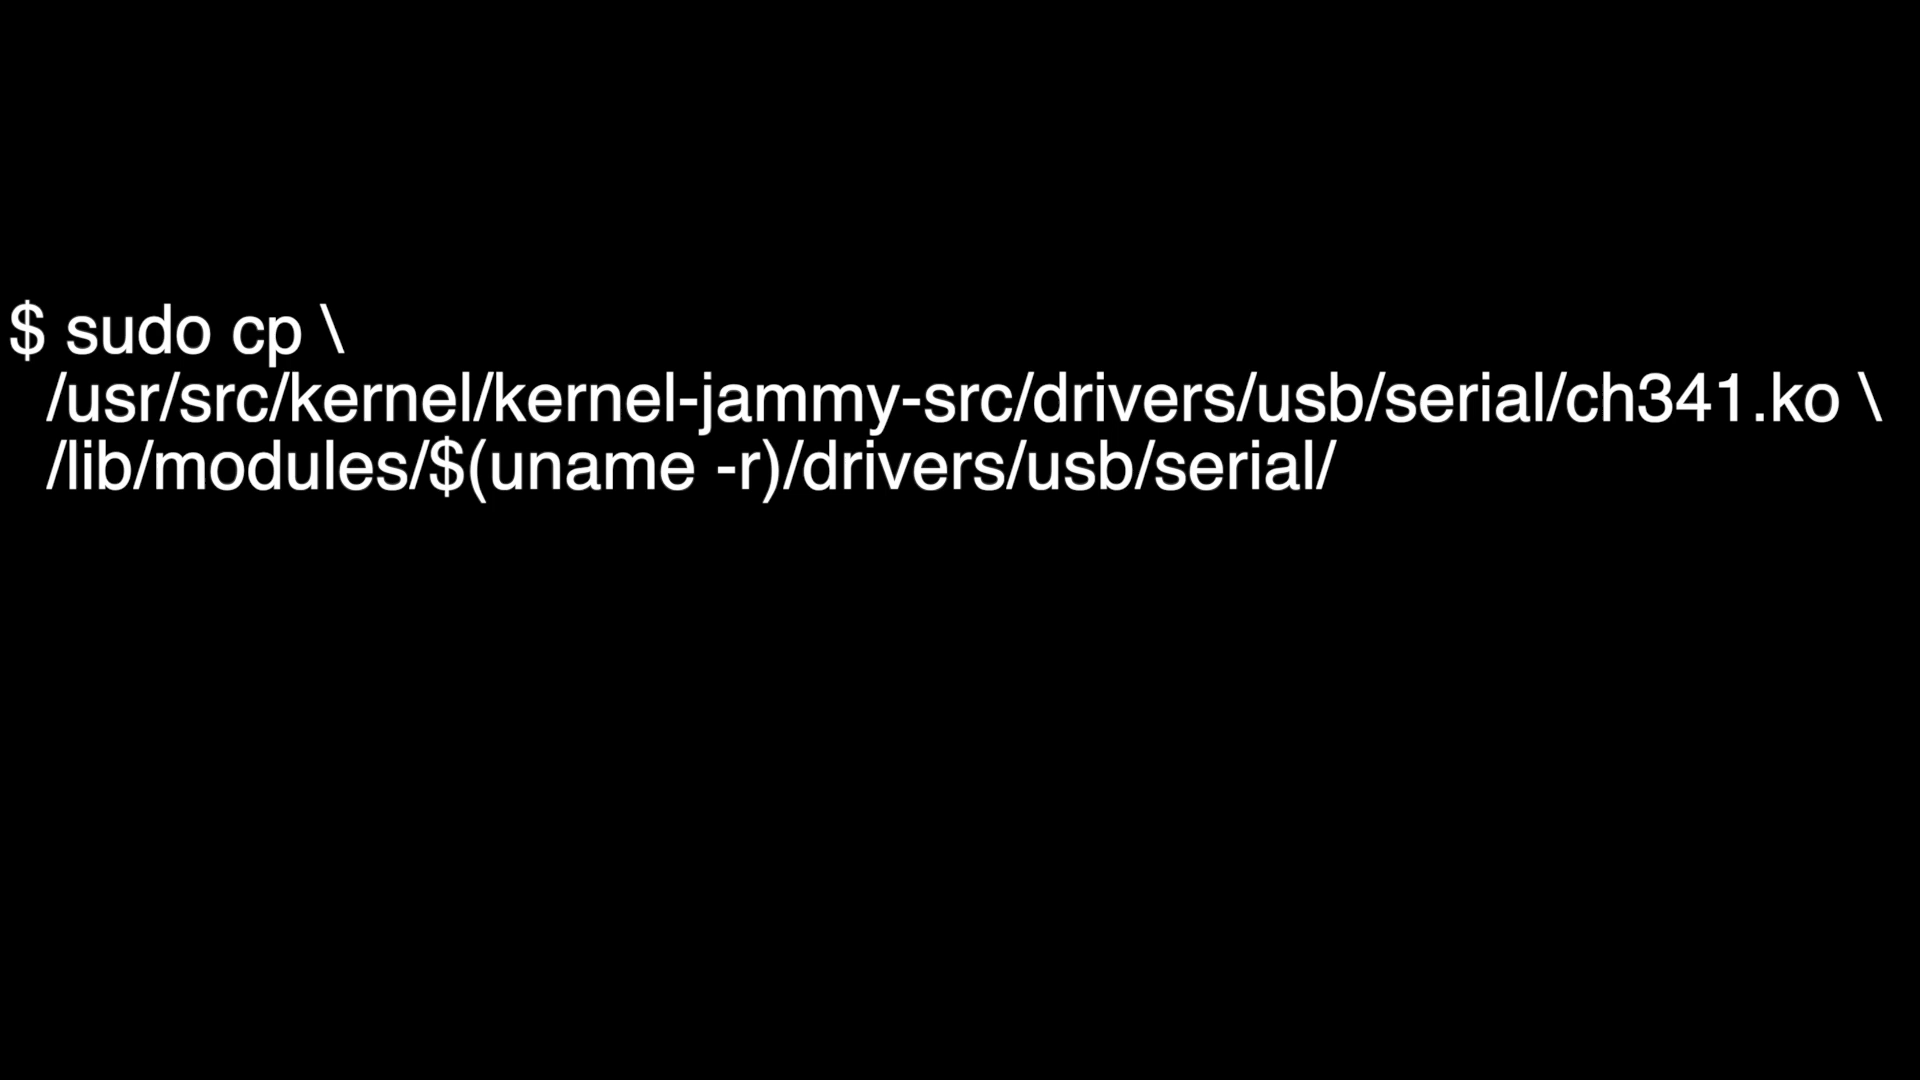 $ sudo cp \
/usr/src/kernel/kernel-jammy-src/drivers/usb/serial/ch341.ko \
/lib/modules/$(uname -r)/drivers/usb/serial/